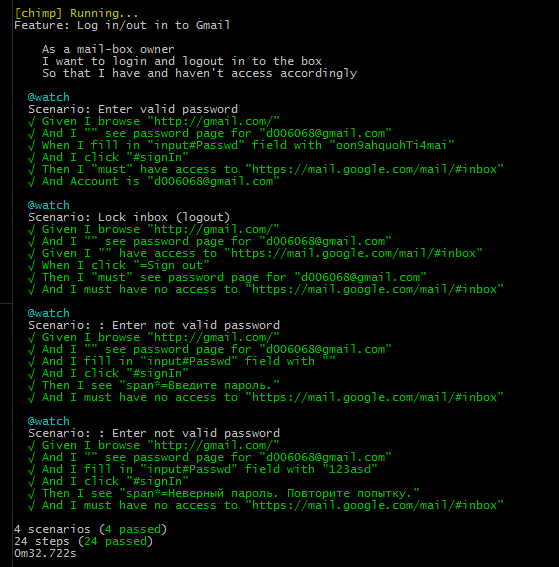 [chimp] Running...
Feature: Log in/out in to Gmail
As a mail-box owner
I want to login and logout in to the box
So that I have and haven't access accordingly
@watch
Scenario: Enter valid password
√ Given I browse "http://gmail.com/"
√ And I "" see password page for "d006068@gmail.com"
√ When I fill in "input#Passwd" field with "oon9ahquohTi4mai"
√ And I click "#signIn"
√ Then I "must" have access to "https://mail.google.com/mail/#inbox"
√ And Account is "d006068@gmail.com"
@watch
Scenario: Lock inbox (logout)
√ Given I browse "http://gmail.com/"
√ And I "" see password page for "d006068@gmail.com"
√ Given I "" have access to "https://mail.google.com/mail/#inbox"
√ When I click "=Sign out"
√ Then I "must" see password page for "d006068@gmail.com"
√ And I must have no access to "https://mail.google.com/mail/#inbox"
@watch
Scenario: : Enter not valid password
√ Given I browse "http://gmail.com/"
√ And I "" see password page for "d006068@gmail.com"
√ And I fill in "input#Passwd" field with ""
√ And I click "#signIn"
√ Then I see "span*=Введите пароль."
√ And I must have no access to "https://mail.google.com/mail/#inbox"
@watch
Scenario: : Enter not valid password
√ Given I browse "http://gmail.com/"
√ And I "" see password page for "d006068@gmail.com"
√ And I fill in "input#Passwd" field with "123asd"
√ And I click "#signIn"
√ Then I see "span*=Неверный пароль. Повторите попытку."
√ And I must have no access to "https://mail.google.com/mail/#inbox"
4 scenarios (4 passed)
24 steps (24 passed)
0m32.722s